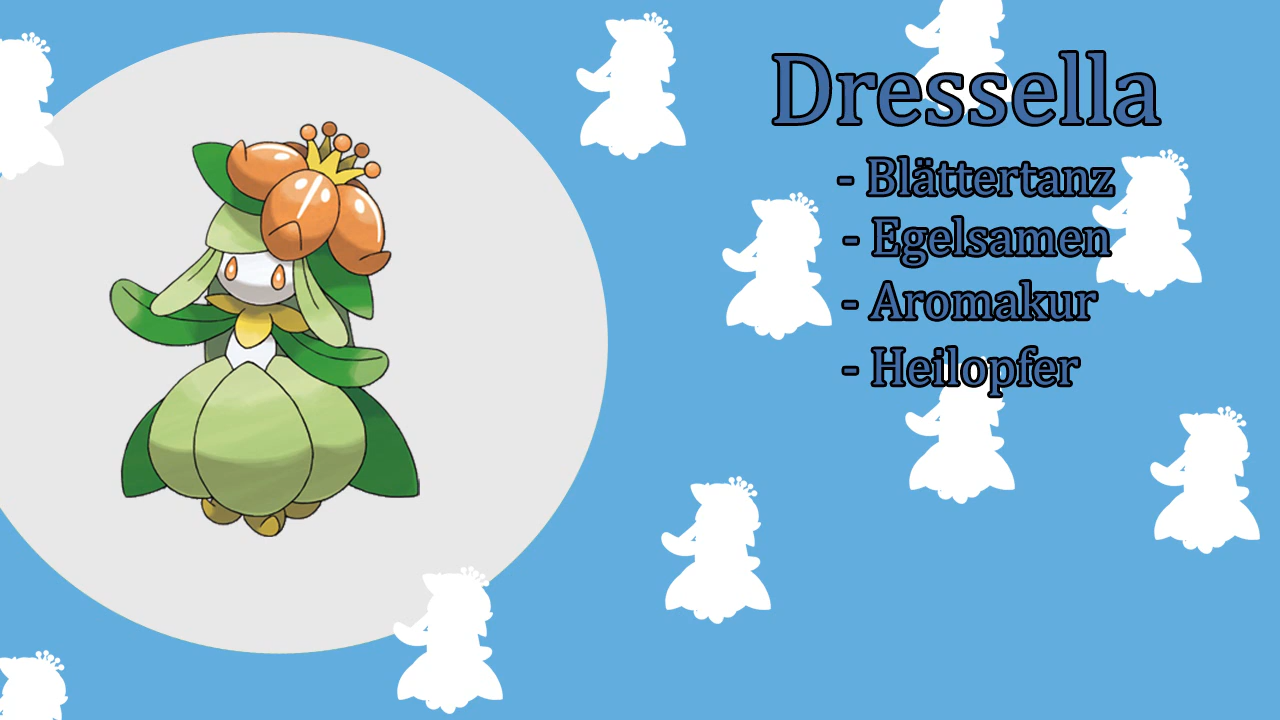 Dressella
- Blättertanz
- Egelsamen
- Aromakur
- Heilopfer